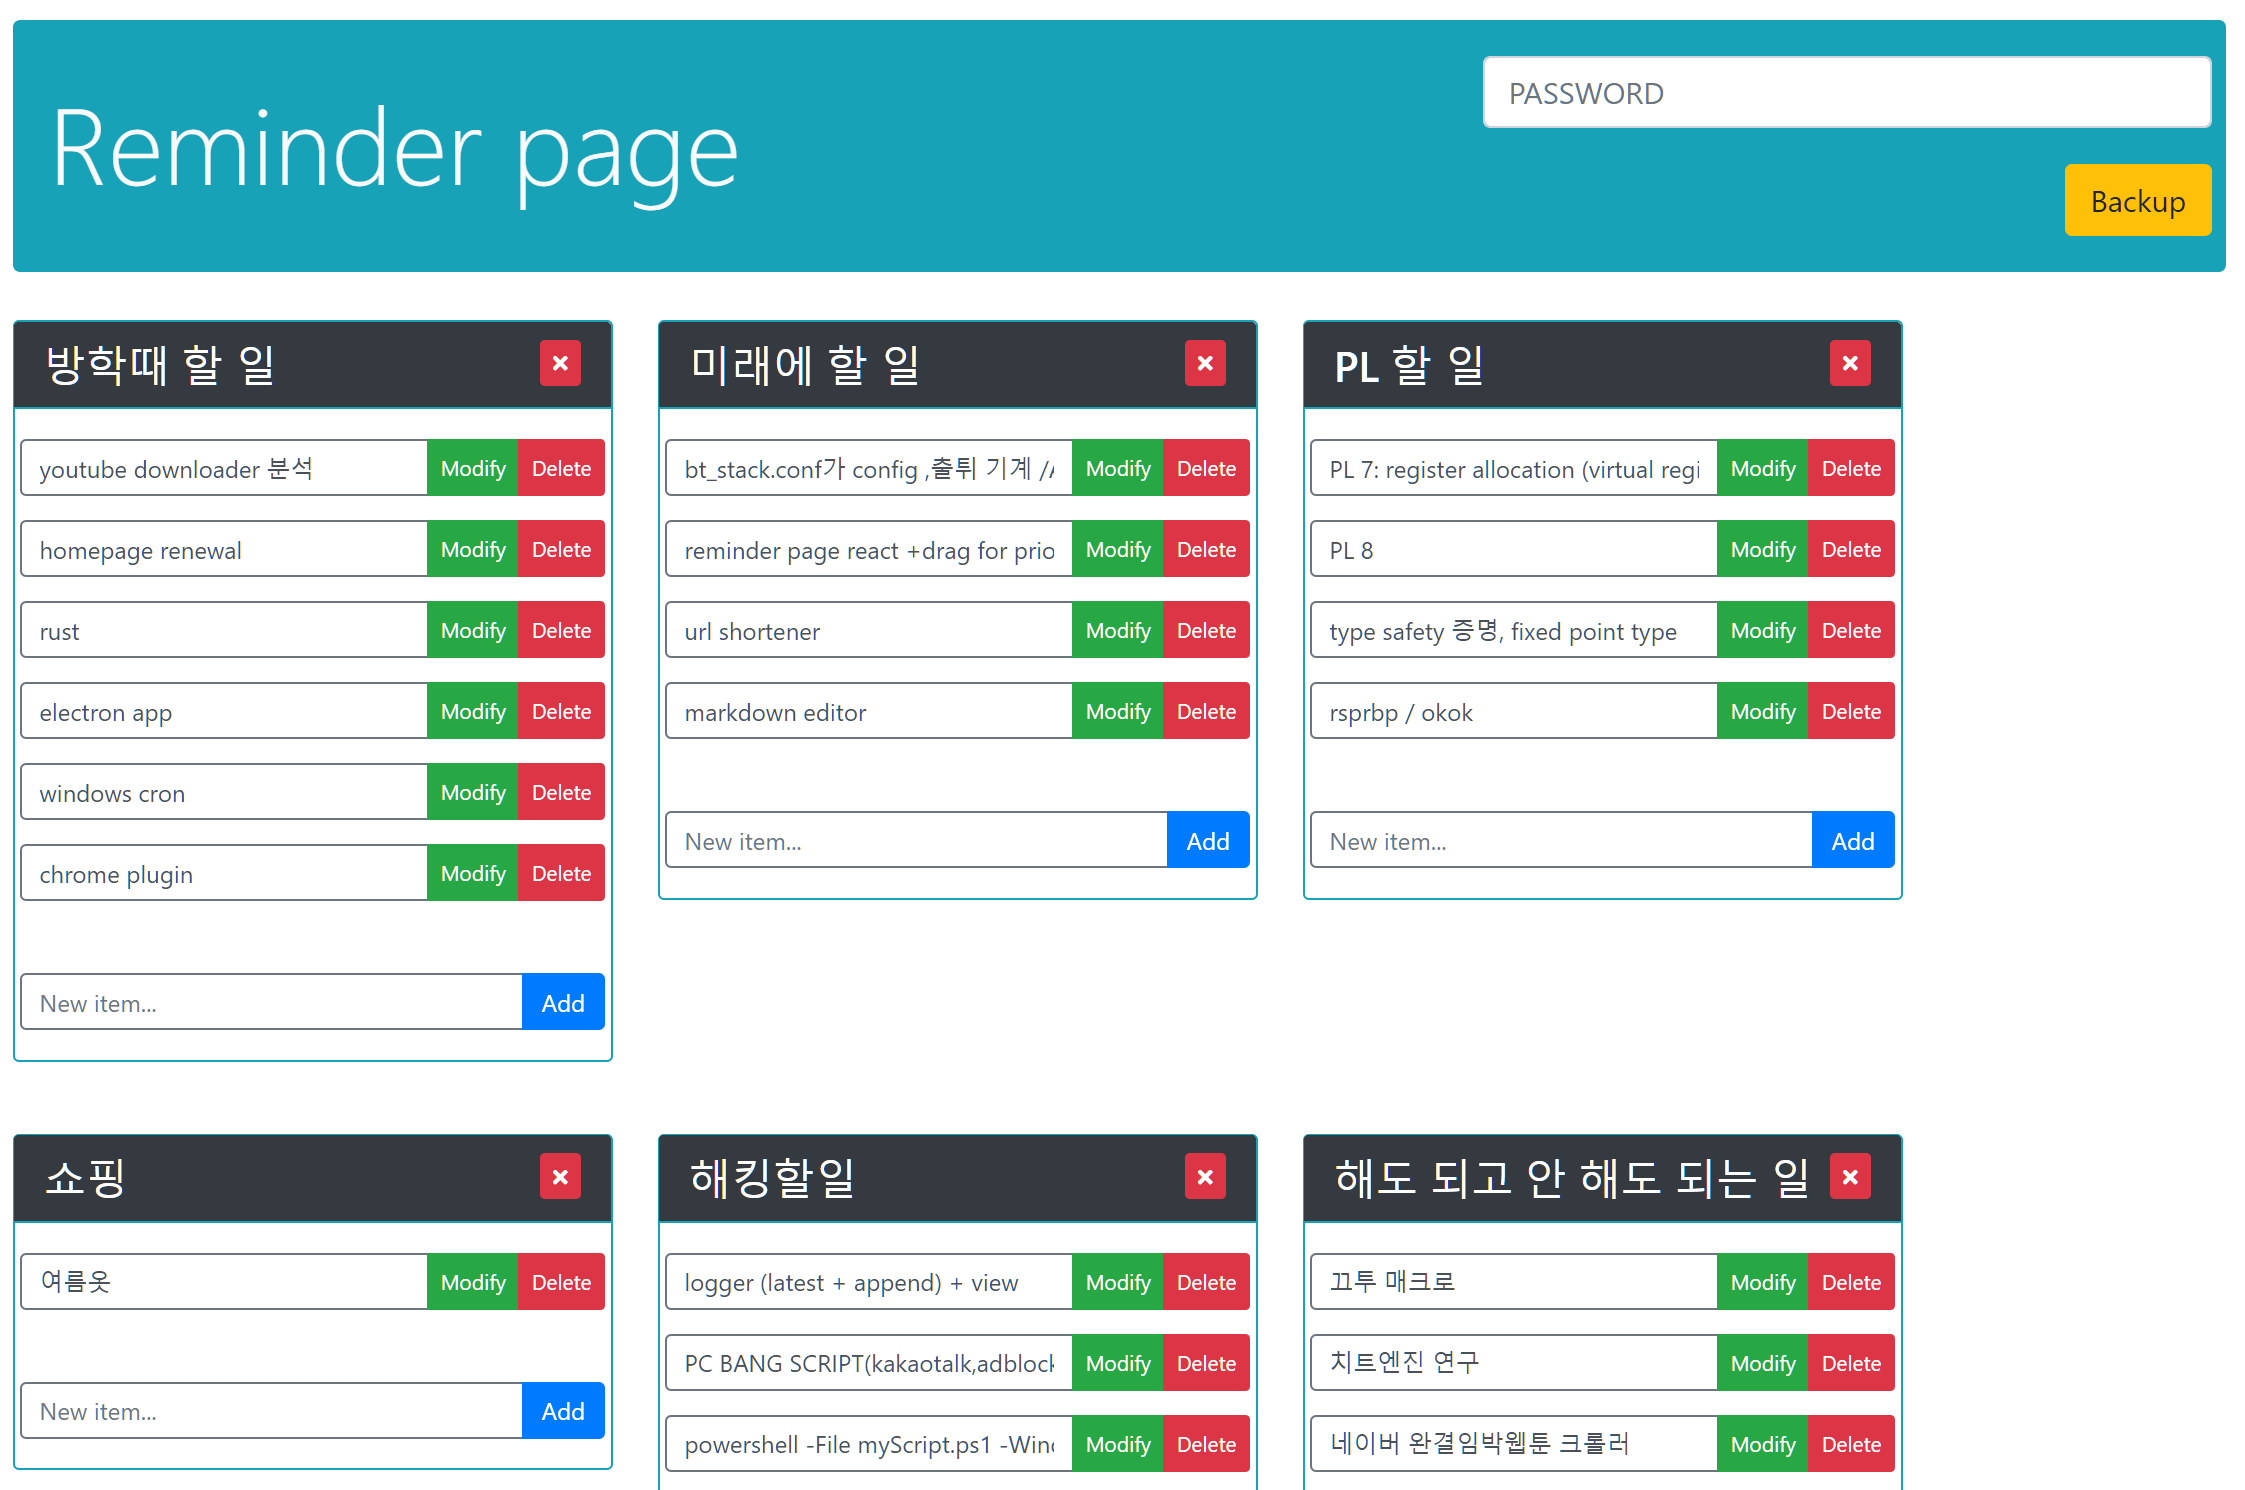 Reminder page
PASSWORD
Backup
방학때 할 일
youtube downloader 분석 Modify Delete
homepage renewal Modify Delete
rust Modify Delete
electron app Modify Delete
windows cron Modify Delete
chrome plugin Modify Delete
New item... Add
미래에 할 일
bt_stack.conf가 config ,출튀 기계 / Modify Delete
reminder page react +drag for prio Modify Delete
url shortener Modify Delete
markdown editor Modify Delete
New item... Add
PL 할 일
PL 7: register allocation (virtual regi Modify Delete
PL 8 Modify Delete
type safety 증명, fixed point type Modify Delete
rsprbp / okok Modify Delete
New item... Add
쇼핑
여름옷 Modify Delete
New item... Add
해킹할일
logger (latest + append) + view Modify Delete
PC BANG SCRIPT(kakaotalk,adblock Modify Delete
powershell -File myScript.ps1 -Wind Modify Delete
해도 되고 안 해도 되는 일
끄투 매크로 Modify Delete
치트엔진 연구 Modify Delete
네이버 완결임박웹툰 크롤러 Modify Delete